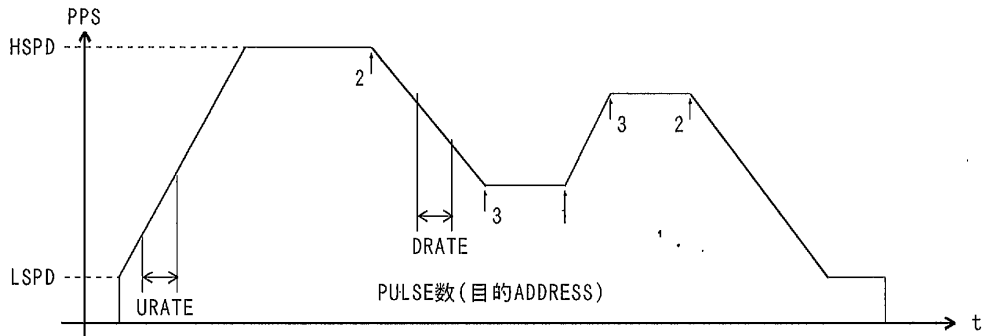 PPS
HSPD
2
3
2
3
1
DRATE
LSPD
URATE
PULSE数(目的ADDRESS)
t